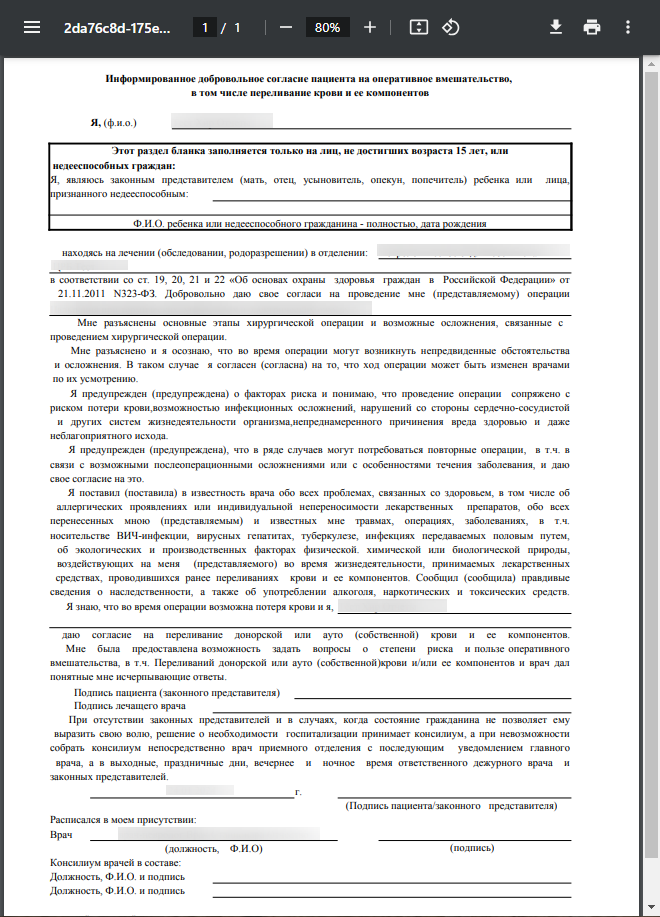 2da76c8d-175e... 1 / 1 80%
Информированное добровольное согласие пациента на оперативное вмешательство,
в том числе переливание крови и ее компонентов
Я, (ф.и.о.)
Этот раздел бланка заполняется только на лиц, не достигших возраста 15 лет, или
недееспособных граждан:
Я, являюсь законным представителем (мать, отец, усыновитель, опекун, попечитель) ребенка или лица,
признанного недееспособным:
Ф.И.О. ребенка или недееспособного гражданина - полностью, дата рождения
находясь на лечении (обследовании, родоразрешении) в отделении:
в соответствии со ст. 19, 20, 21 и 22 «Об основах охраны здоровья граждан в Российской Федерации» от
21.11.2011 N323-ФЗ. Добровольно даю свое согласи на проведение мне (представляемому) операции
Мне разъяснены основные этапы хирургической операции и возможные осложнения, связанные с
проведением хирургической операции.
Мне разъяснено и я осознаю, что во время операции могут возникнуть непредвидные обстоятельства
и осложнения. В таком случае я согласен (согласна) на то, что ход операции может быть изменен врачами
по их усмотрению.
Я предупрежден (предупреждена) о факторах риска и понимаю, что проведение операции сопряжено с
риском потери крови,возможностью инфекционных осложнений, нарушений со стороны сердечно-сосудистой
и других систем жизнедеятельности организма,непреднамеренного причинения вреда здоровью и даже
неблагоприятного исхода.
Я предупрежден (предупреждена), что в ряде случаев могут потребоваться повторные операции, в т.ч. в
связи с возможными послеоперационными осложнениями или с особенностями течения заболевания, и даю
свое согласие на это.
Я поставил (поставила) в известность врача обо всех проблемах, связанных со здоровьем, в том числе об
аллергических проявлениях или индивидуальной непереносимости лекарственных препаратов, обо всех
перенесенных мною (представляемым) и известных мне травмах, операциях, заболеваниях, в т.ч.
носительстве ВИЧ-инфекции, вирусных гепатитах, туберкулезе, инфекциях передаваемых половым путем,
об экологических и производственных факторах физической. химической или биологической природы,
воздействующих на меня (представляемого) во время жизнедеятельности, принимаемых лекарственных
средствах, проводившихся ранее переливаниях крови и ее компонентов. Сообщил (сообщила) правдивые
сведения о наследственности, а также об употреблении алкоголя, наркотических и токсических средств.
Я знаю, что во время операции возможна потеря крови и я,
даю согласие на переливание донорской или ауто (собственной) крови и ее компонентов.
Мне была предоставлена возможность задать вопросы о степени риска и пользе оперативного
вмешательства, в т.ч. Переливаний донорской или ауто (собственной)крови и/или ее компонентов и врач дал
понятные мне исчерпывающие ответы.
Подпись пациента (законного представителя)
Подпись лечащего врача
При отсутствии законных представителей и в случаях, когда состояние гражданина не позволяет ему
выразить свою волю, решение о необходимости госпитализации принимает консилиум, а при невозможности
собрать консилиум непосредственно врач приемного отделения с последующим уведомлением главного
врача, а в выходные, праздничные дни, вечернее и ночное время ответственного дежурного врача и
законных представителей.
г.
(Подпись пациента/законного представителя)
Расписался в моем присутствии:
Врач
(должность, Ф.И.О) (подпись)
Консилиум врачей в составе:
Должность, Ф.И.О. и подпись
Должность, Ф.И.О. и подпись